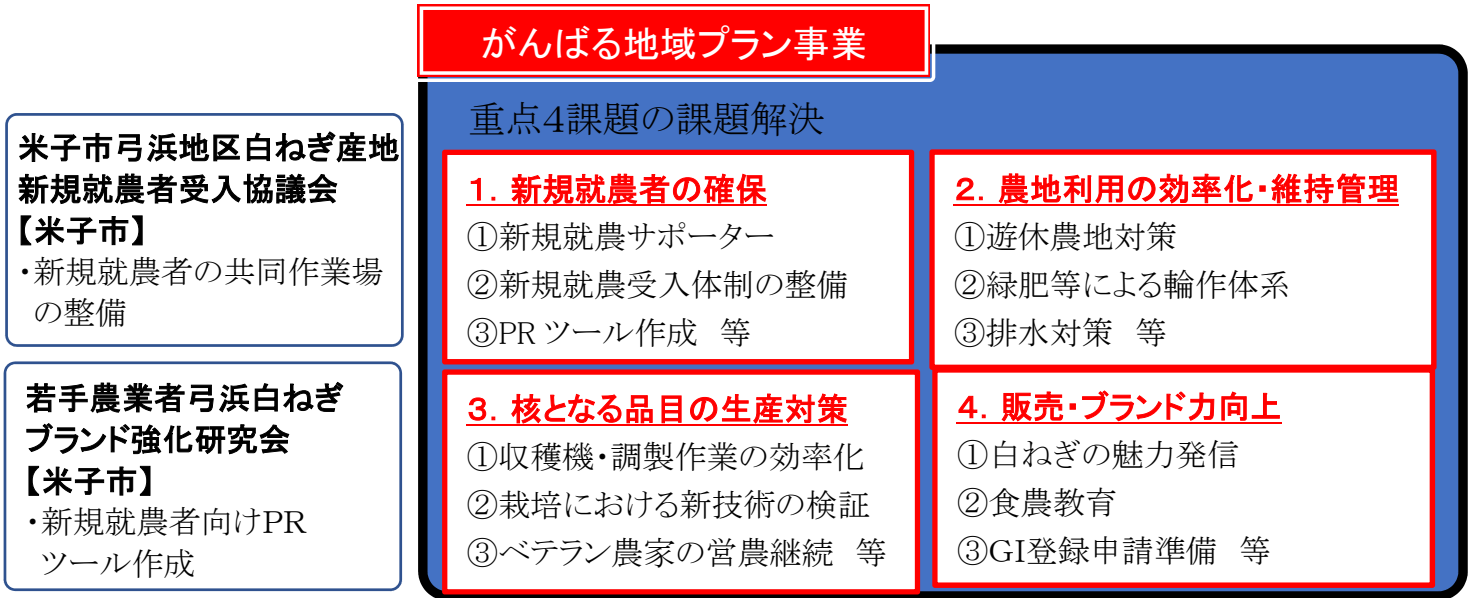 がんばる地域プラン事業
米子市弓浜地区白ねぎ産地
新規就農者受入協議会
【米子市】
・新規就農者の共同作業場
の整備
若手農業者弓浜白ねぎ
ブランド強化研究会
【米子市】
・新規就農者向けPR
ツール作成
重点4課題の課題解決
1．新規就農者の確保
①新規就農サポーター
②新規就農受入体制の整備
③PRツール作成　等
2．農地利用の効率化・維持管理
①遊休農地対策
②緑肥等による輪作体系
③排水対策　等
3．核となる品目の生産対策
①収穫機・調製作業の効率化
②栽培における新技術の検証
③ベテラン農家の営農継続　等
4．販売・ブランド力向上
①白ねぎの魅力発信
②食農教育
③GI登録申請準備　等